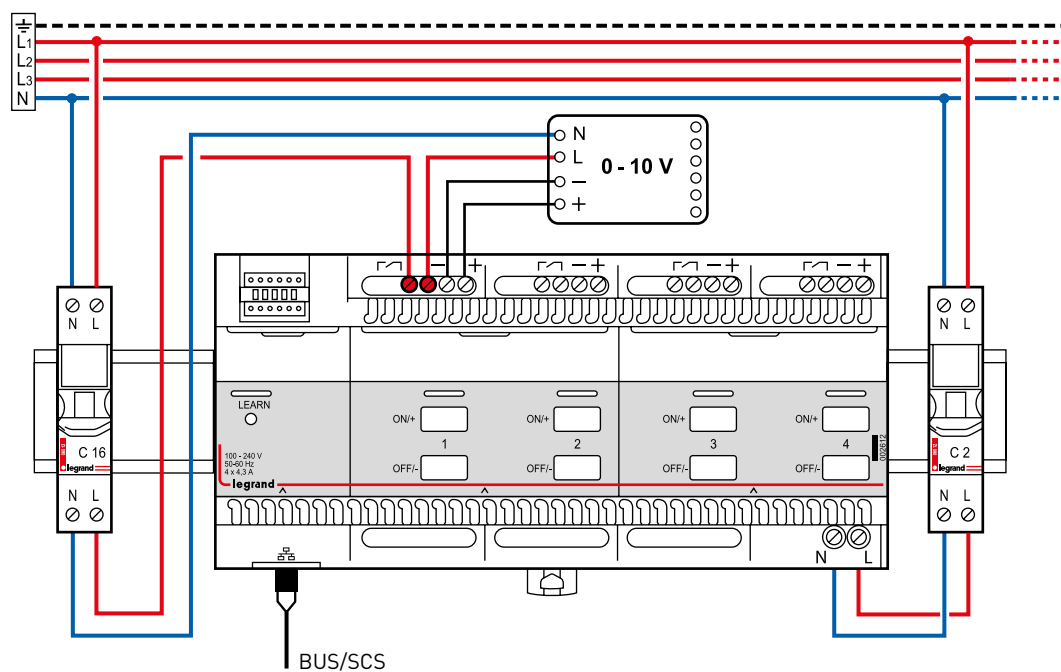 L1
L2
L3
N
N
L
−
+
0 - 10 V
− +
− +
− +
− +
N L
N L
LEARN
ON/+
ON/+
ON/+
ON/+
1
2
3
4
OFF/-
OFF/-
OFF/-
OFF/-
002612
100 - 240 V
50-60 Hz
4 x 4,3 A
legrand
C 16
legrand
C 2
legrand
N L
N L
N L
BUS/SCS